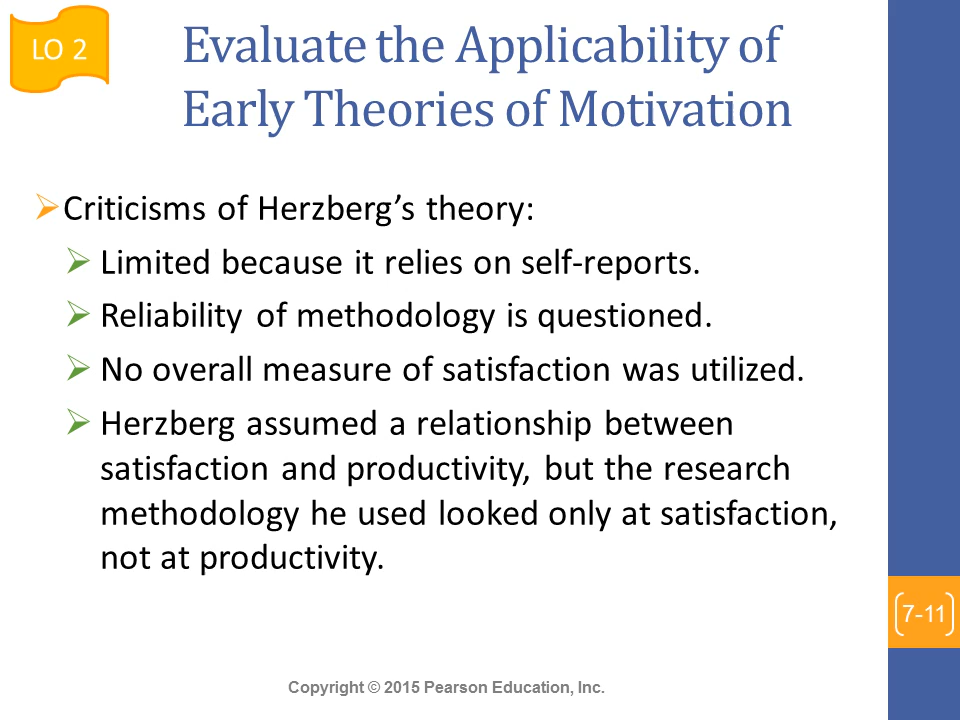 LO 2
Evaluate the Applicability of
Early Theories of Motivation
Criticisms of Herzberg’s theory:
Limited because it relies on self-reports.
Reliability of methodology is questioned.
No overall measure of satisfaction was utilized.
Herzberg assumed a relationship between
satisfaction and productivity, but the research
methodology he used looked only at satisfaction,
not at productivity.
7-11
Copyright © 2015 Pearson Education, Inc.